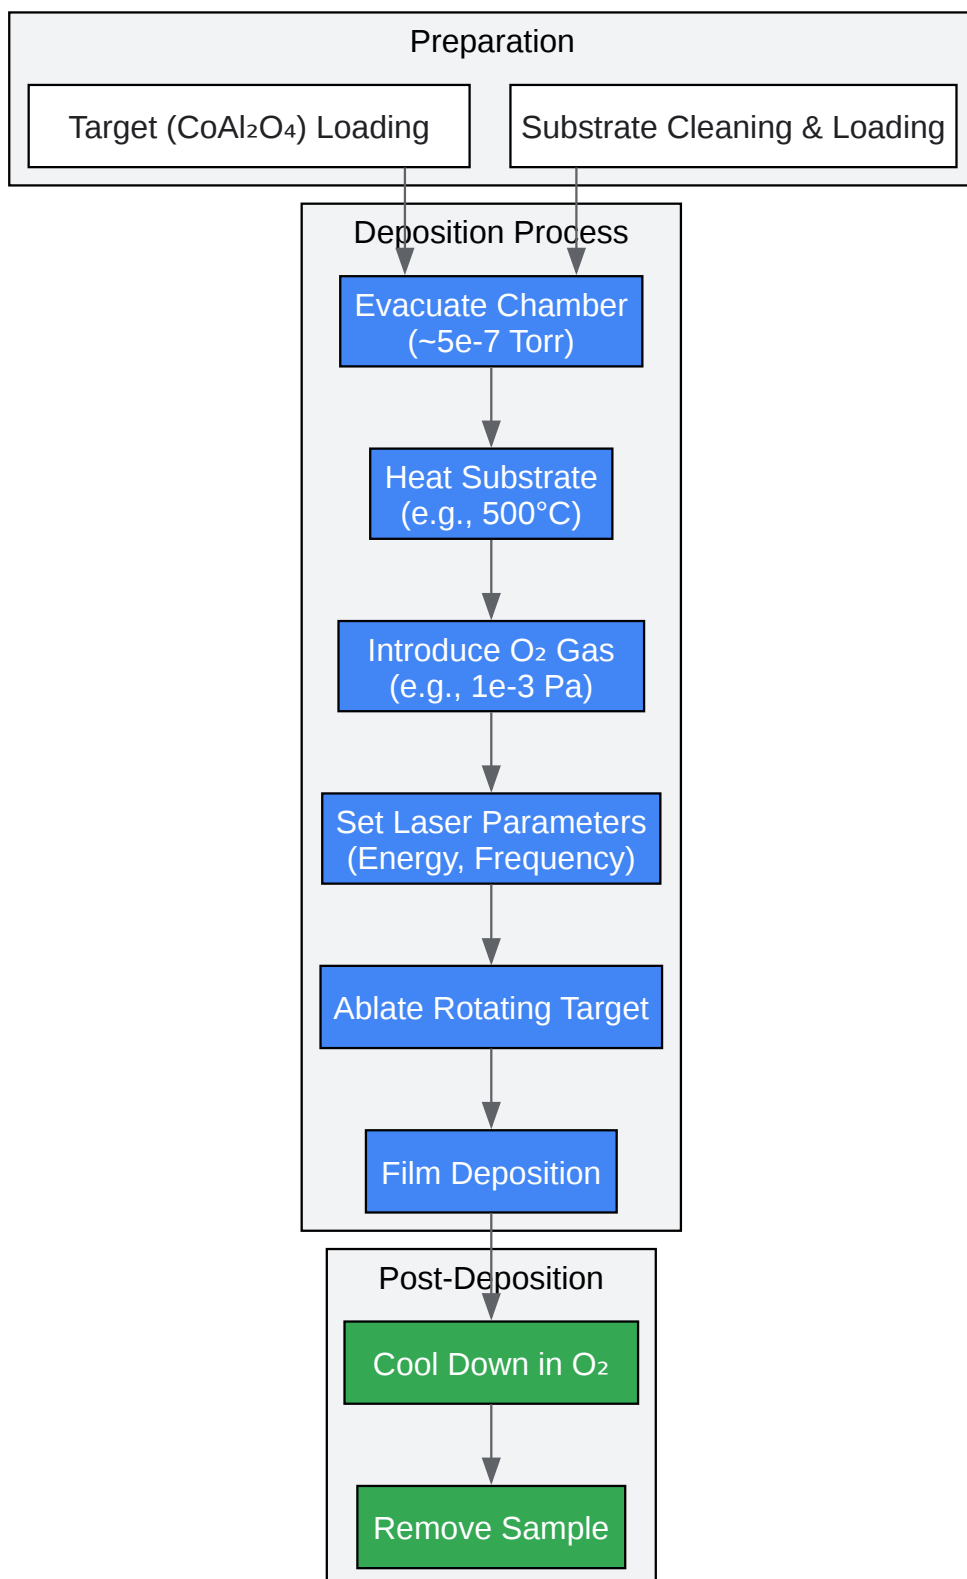 Preparation
Target (CoAl₂O₄) Loading
Substrate Cleaning & Loading
Deposition Process
Evacuate Chamber
(~5e-7 Torr)
Heat Substrate
(e.g., 500°C)
Introduce O₂ Gas
(e.g., 1e-3 Pa)
Set Laser Parameters
(Energy, Frequency)
Ablate Rotating Target
Film Deposition
Post-Deposition
Cool Down in O₂
Remove Sample